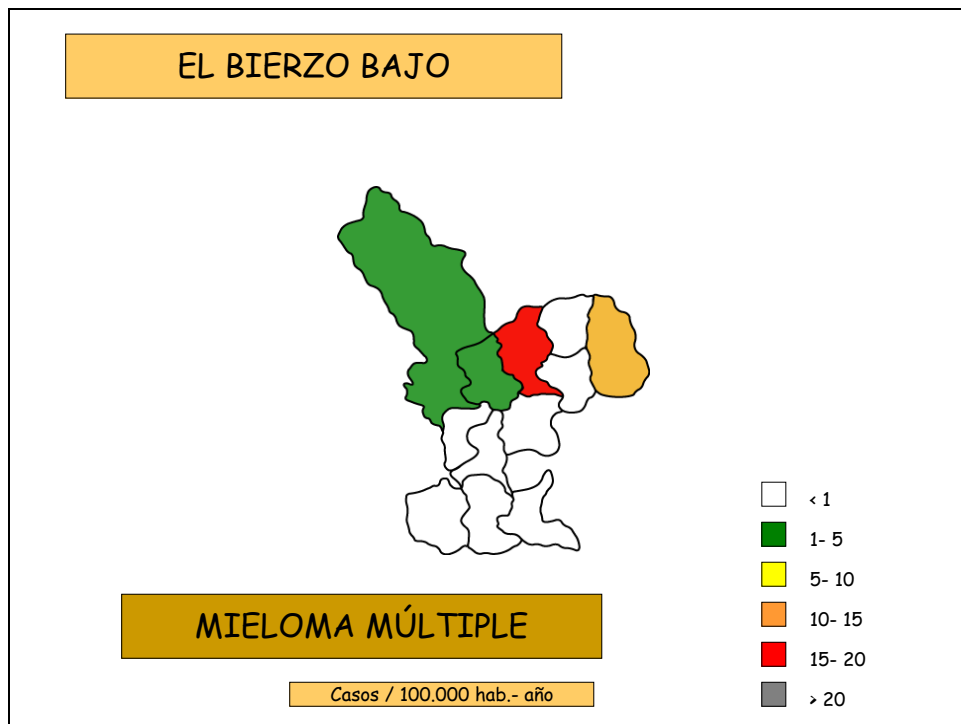 EL BIERZO BAJO
< 1
1- 5
5- 10
10- 15
15- 20
> 20
MIELOMA MÚLTIPLE
Casos / 100.000 hab.- año